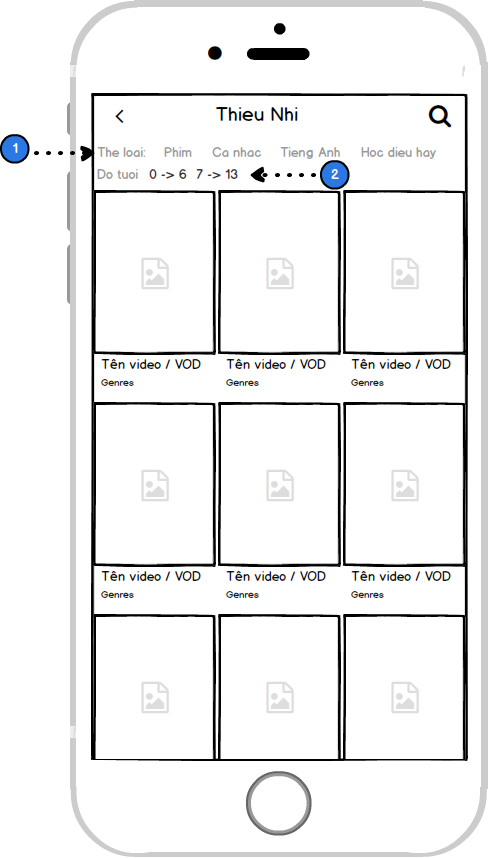 Thieu Nhi
1
The loai: Phim Ca nhac Tieng Anh Hoc dieu hay
Do tuoi 0 -> 6 7 -> 13
2
Tên video / VOD Tên video / VOD Tên video / VOD
Genres Genres Genres
Tên video / VOD Tên video / VOD Tên video / VOD
Genres Genres Genres